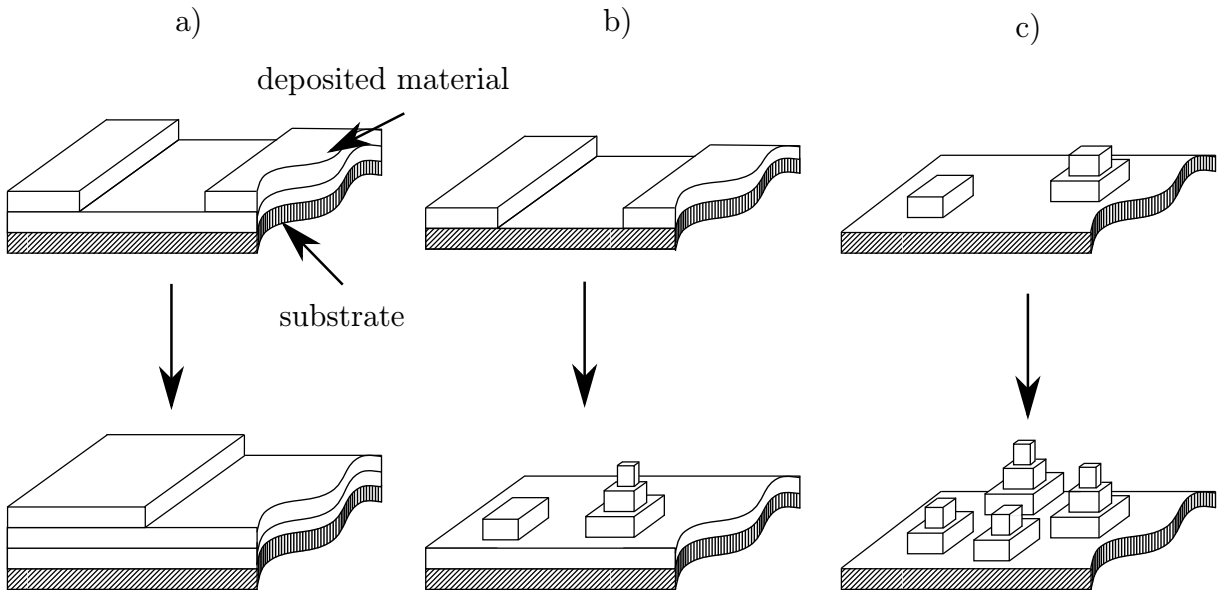 a)
b)
c)
deposited material
substrate